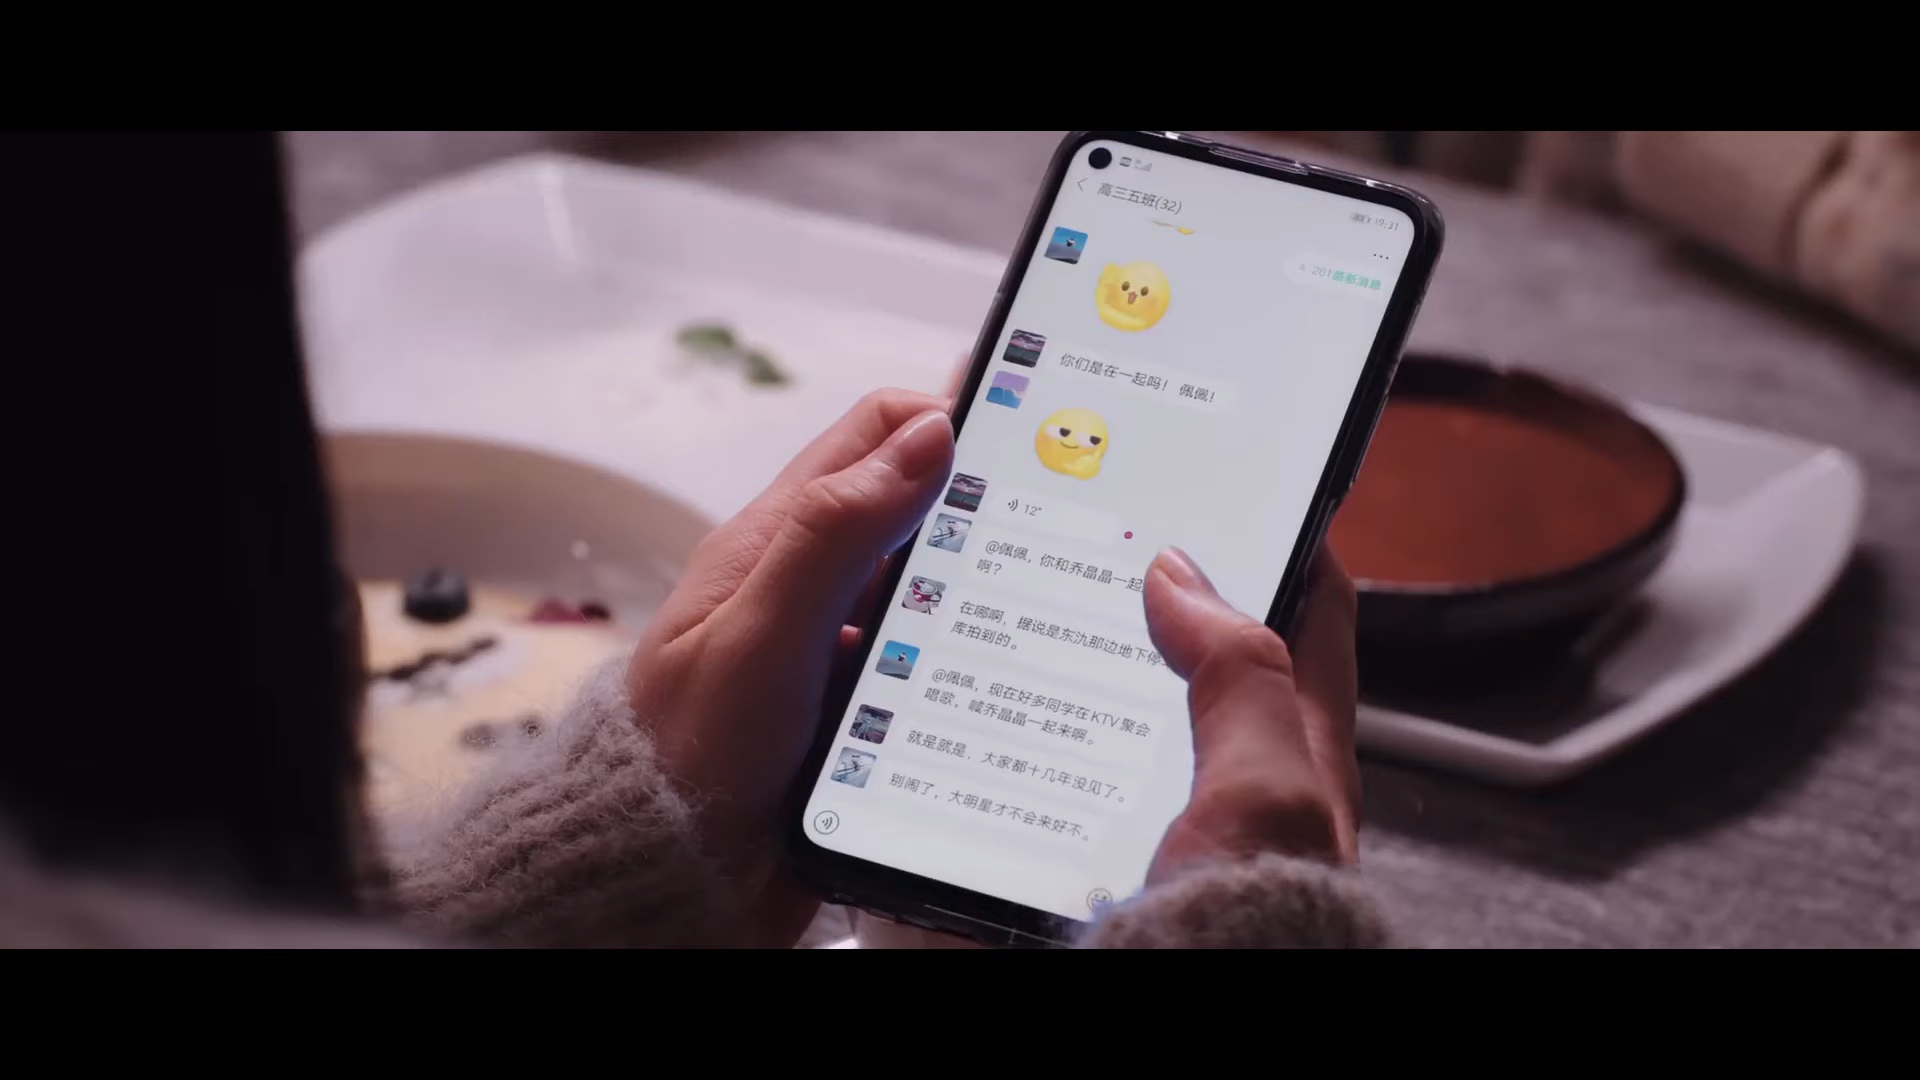 19:31
高三五班(32)
261最新消息
你们是在一起吗！佩佩！
12"
@佩佩，你和乔晶晶一起
啊？
在哪啊，据说是东氿那边地下停
库拍到的。
@佩佩，现在好多同学在KTV聚会
唱歌，喊乔晶晶一起来啊。
就是就是，大家都十几年没见了。
别闹了，大明星才不会来好不。